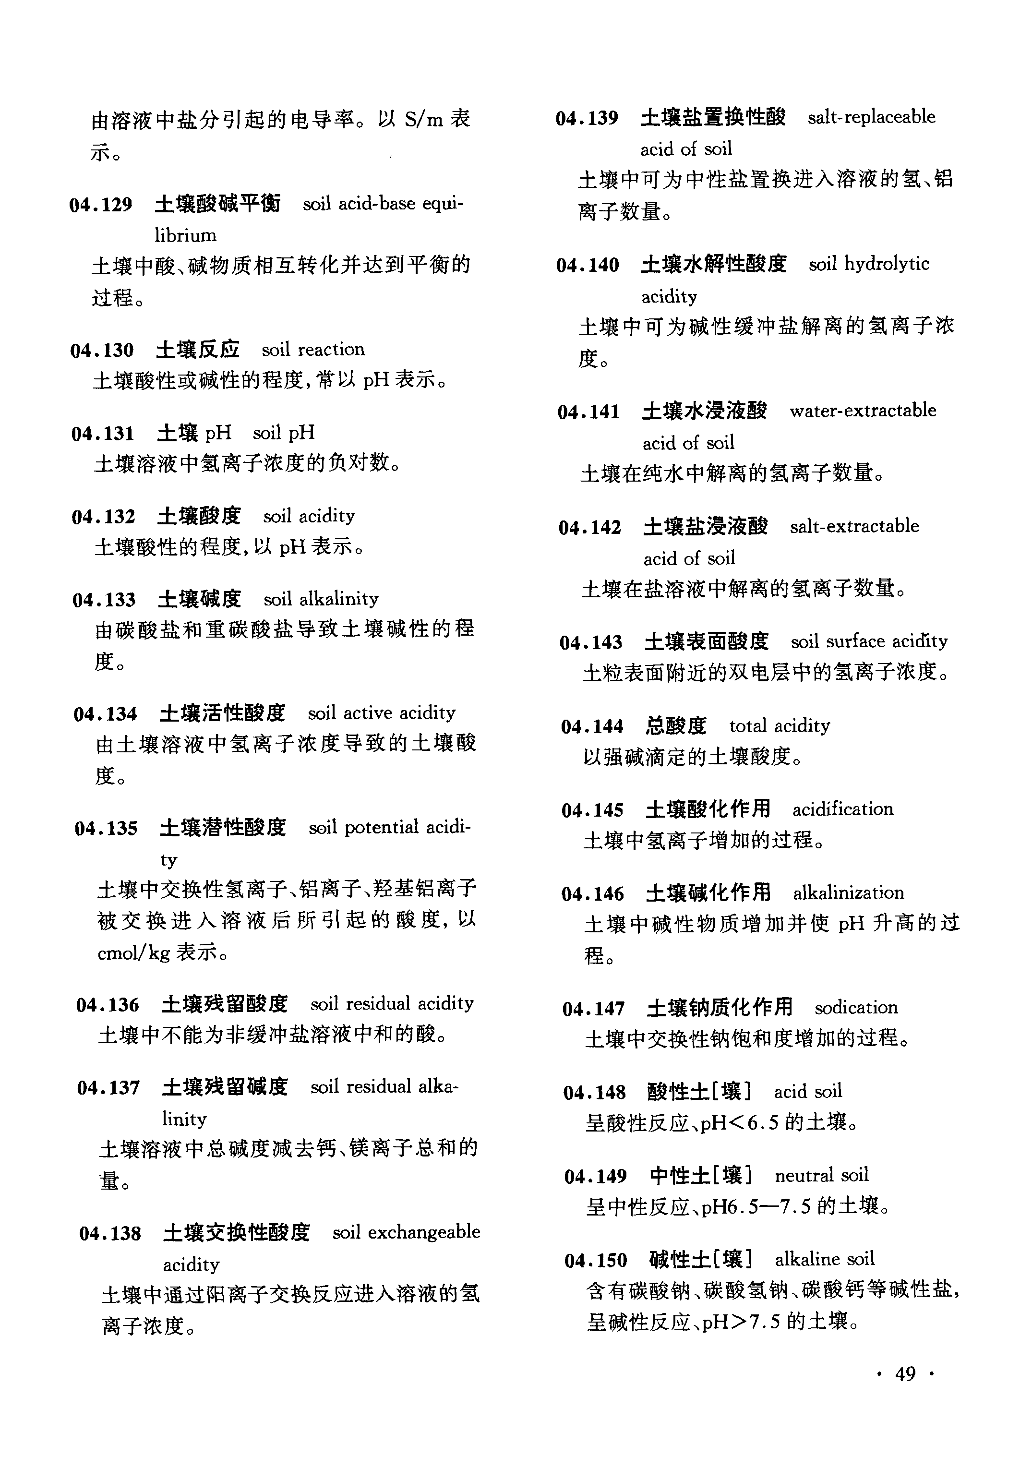 由溶液中盐分引起的电导率。以 S/m 表
示。
04.129 土壤酸碱平衡 soil acid-base equi-
librium
土壤中酸、碱物质相互转化并达到平衡的
过程。
04.130 土壤反应 soil reaction
土壤酸性或碱性的程度,常以 pH 表示。
04.131 土壤 pH soil pH
土壤溶液中氢离子浓度的负对数。
04.132 土壤酸度 soil acidity
土壤酸性的程度,以 pH 表示。
04.133 土壤碱度 soil alkalinity
由碳酸盐和重碳酸盐导致土壤碱性的程
度。
04.134 土壤活性酸度 soil active acidity
由土壤溶液中氢离子浓度导致的土壤酸
度。
04.135 土壤潜性酸度 soil potential acidi-
ty
土壤中交换性氢离子、铝离子、羟基铝离子
被交换进入溶液后所引起的酸度,以
cmol/kg 表示。
04.136 土壤残留酸度 soil residual acidity
土壤中不能为非缓冲盐溶液中和的酸。
04.137 土壤残留碱度 soil residual alka-
linity
土壤溶液中总碱度减去钙、镁离子总和的
量。
04.138 土壤交换性酸度 soil exchangeable
acidity
土壤中通过阳离子交换反应进入溶液的氢
离子浓度。
04.139 土壤盐置换性酸 salt-replaceable
acid of soil
土壤中可为中性盐置换进入溶液的氢、铝
离子数量。
04.140 土壤水解性酸度 soil hydrolytic
acidity
土壤中可为碱性缓冲盐解离的氢离子浓
度。
04.141 土壤水浸液酸 water-extractable
acid of soil
土壤在纯水中解离的氢离子数量。
04.142 土壤盐浸液酸 salt-extractable
acid of soil
土壤在盐溶液中解离的氢离子数量。
04.143 土壤表面酸度 soil surface acidity
土粒表面附近的双电层中的氢离子浓度。
04.144 总酸度 total acidity
以强碱滴定的土壤酸度。
04.145 土壤酸化作用 acidification
土壤中氢离子增加的过程。
04.146 土壤碱化作用 alkalinization
土壤中碱性物质增加并使 pH 升高的过
程。
04.147 土壤钠质化作用 sodication
土壤中交换性钠饱和度增加的过程。
04.148 酸性土[壤] acid soil
呈酸性反应、pH<6.5 的土壤。
04.149 中性土[壤] neutral soil
呈中性反应、pH6.5—7.5 的土壤。
04.150 碱性土[壤] alkaline soil
含有碳酸钠、碳酸氢钠、碳酸钙等碱性盐,
呈碱性反应、pH>7.5 的土壤。
· 49 ·